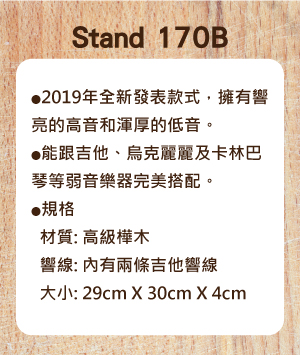 Stand 170B
●2019年全新發表款式，擁有響
亮的高音和渾厚的低音。
●能跟吉他、烏克麗麗及卡林巴
琴等弱音樂器完美搭配。
●規格
材質: 高級樺木
響線: 內有兩條吉他響線
大小: 29cm X 30cm X 4cm